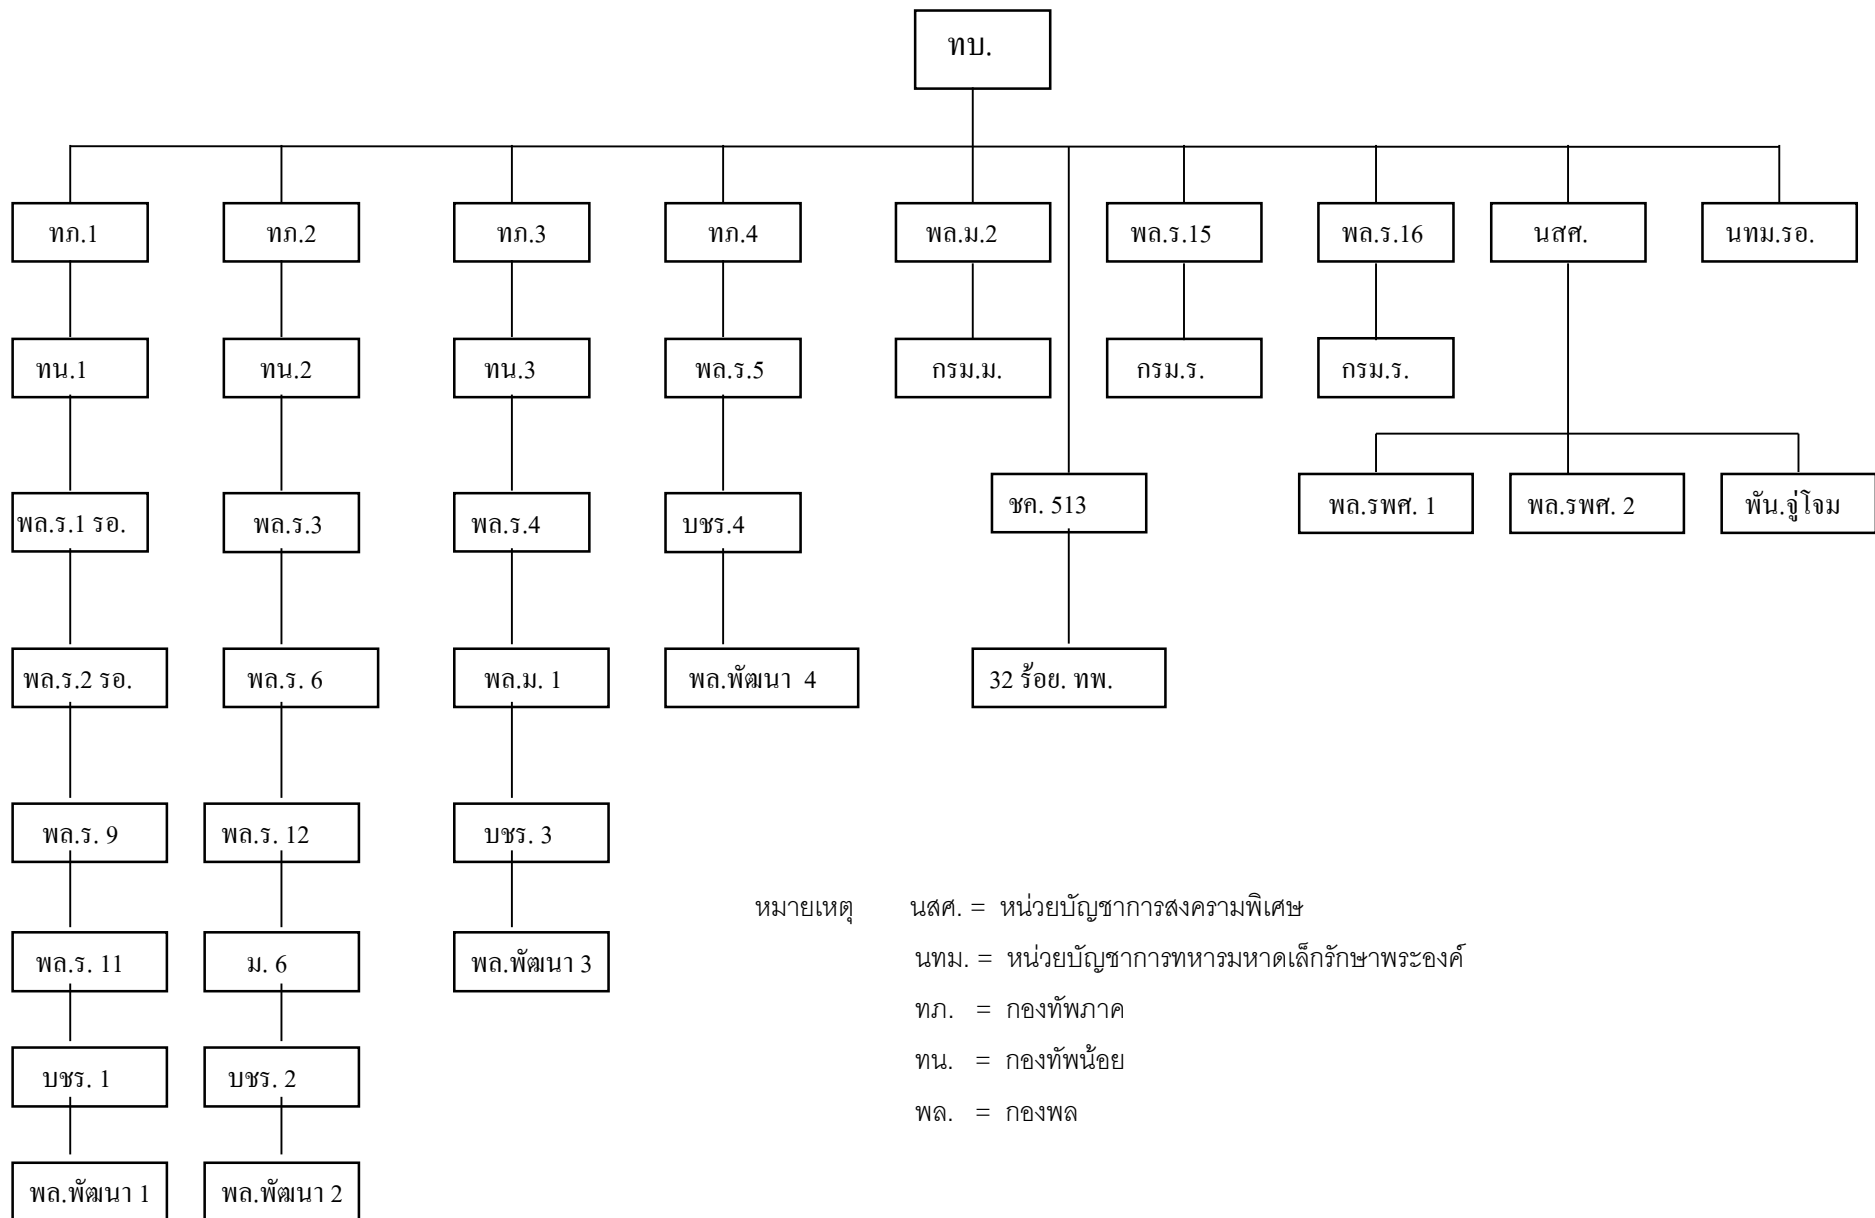 ทบ.
ทภ.1 ทภ.2 ทภ.3 ทภ.4 พล.ม.2 พล.ร.15 พล.ร.16 นสศ. นทม.รอ.
ทน.1 ทน.2 ทน.3 พล.ร.5 กรม.ม. กรม.ร. กรม.ร.
พล.ร.1 รอ. พล.ร.3 พล.ร.4 บชร.4 ชค. 513 พล.รพศ. 1 พล.รพศ. 2 พัน.จู่โจม
พล.ร.2 รอ. พล.ร. 6 พล.ม. 1 พล.พัฒนา 4 32 ร้อย. ทพ.
พล.ร. 9 พล.ร. 12 บชร. 3
หมายเหตุ นสศ. = หน่วยบัญชาการสงครามพิเศษ
พล.ร. 11 ม. 6 พล.พัฒนา 3 นทม. = หน่วยบัญชาการทหารมหาดเล็กรักษาพระองค์
ทภ. = กองทัพภาค
บชร. 1 บชร. 2 ทน. = กองทัพน้อย
พล. = กองพล
พล.พัฒนา 1 พล.พัฒนา 2